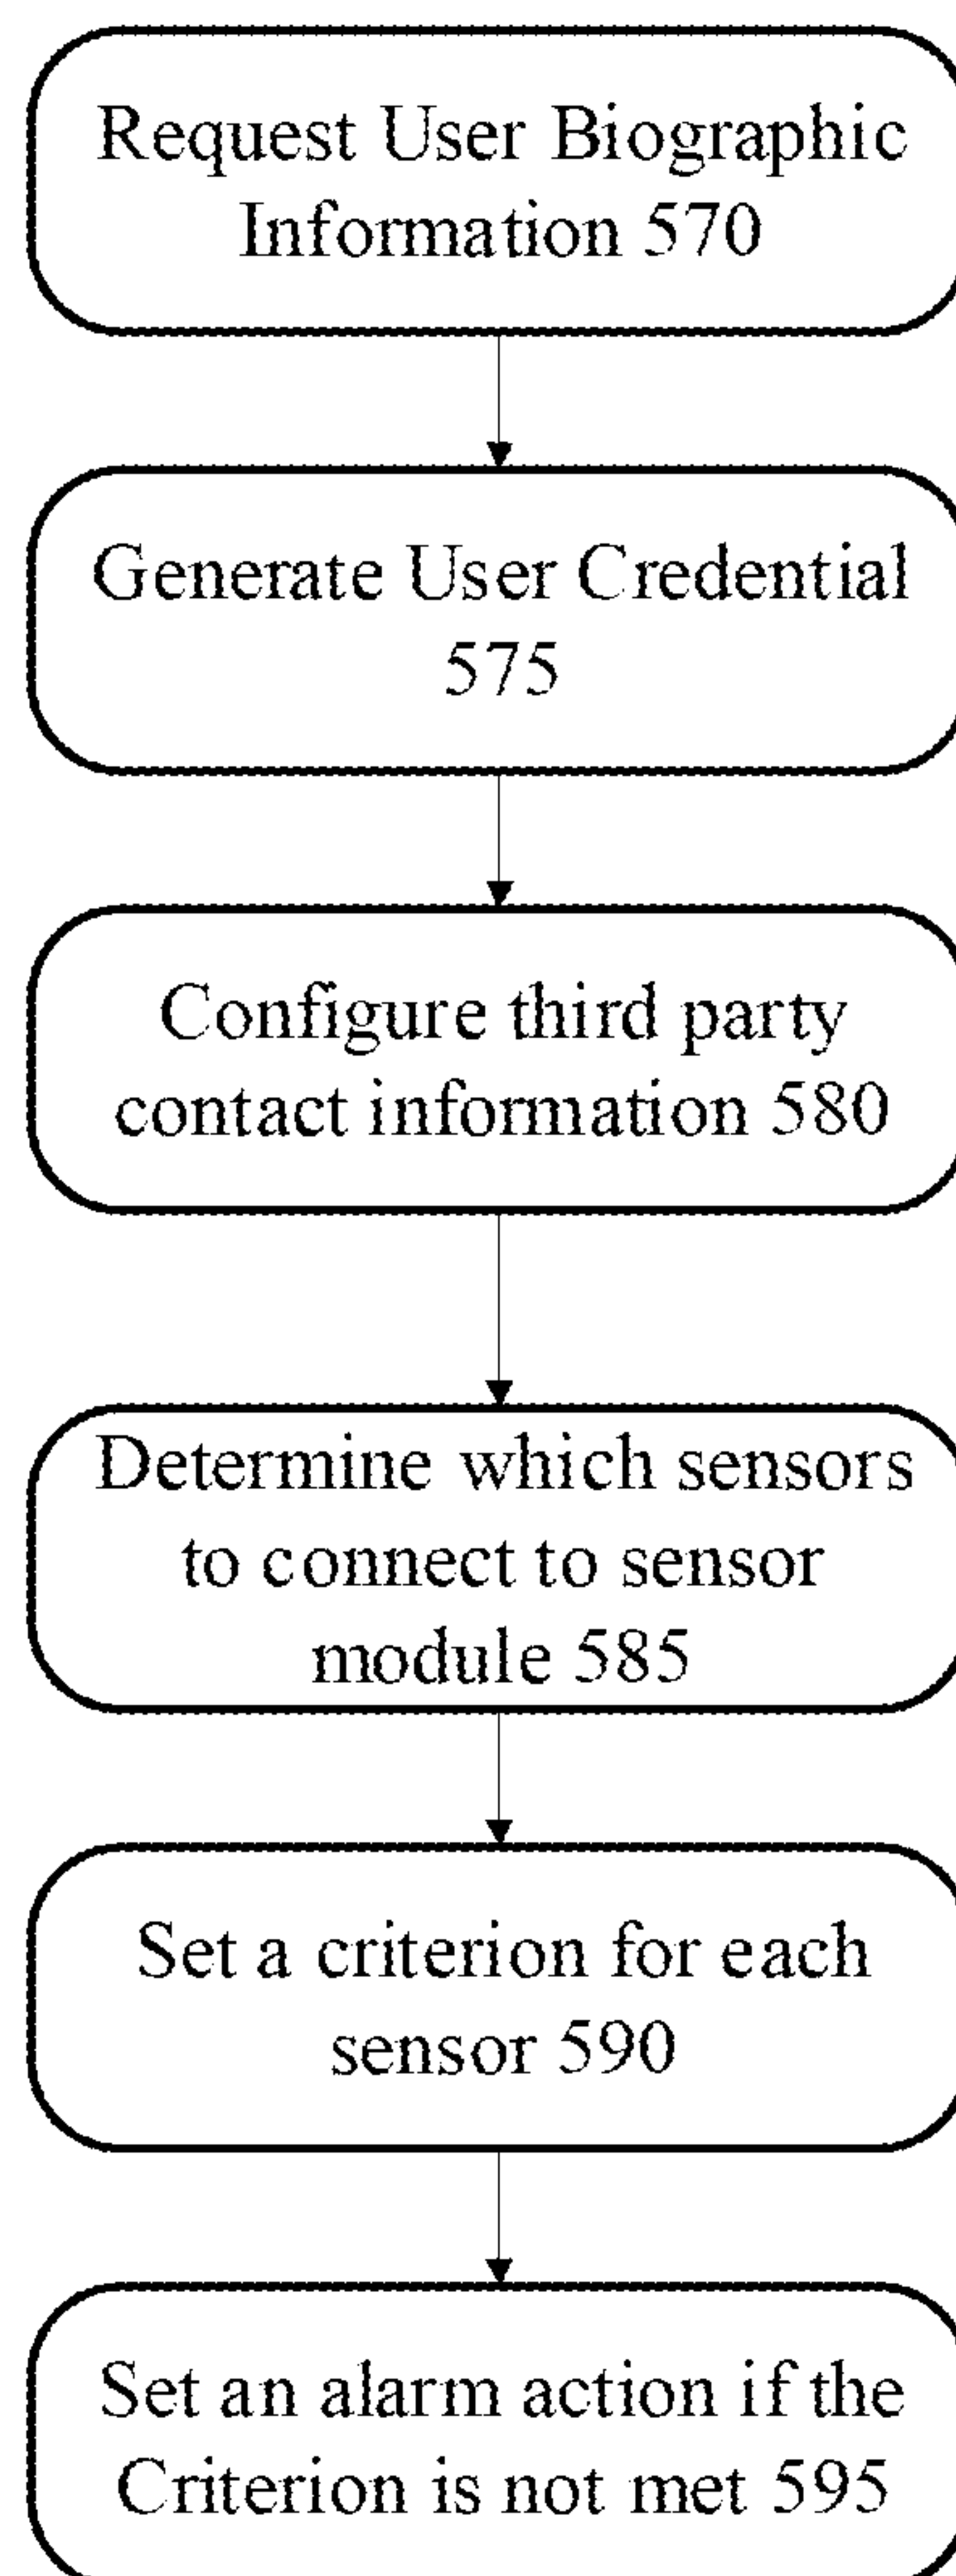 Request User Biographic
Information 570
Generate User Credential
575
Configure third party
contact information 580
Determine which sensors
to connect to sensor
module 585
Set a criterion for each
sensor 590
Set an alarm action if the
Criterion is not met 595